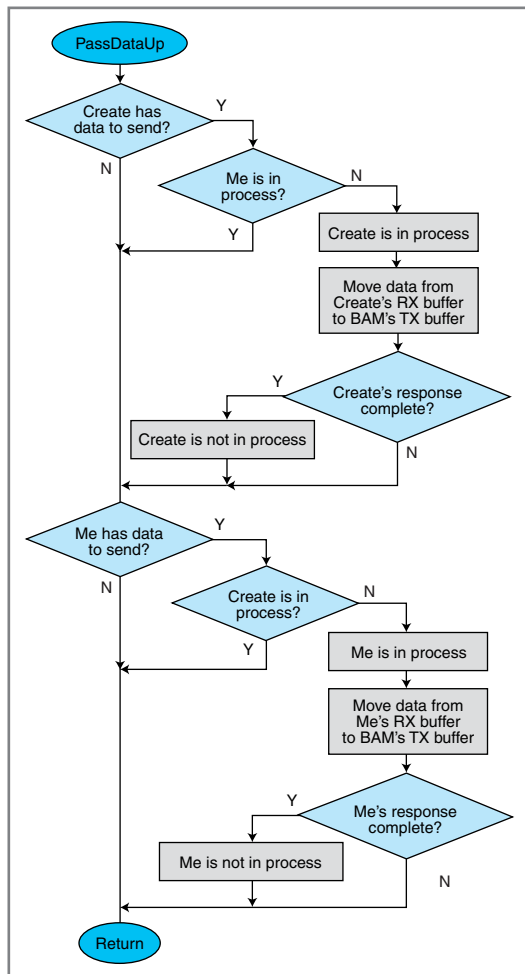 PassDataUp
Create has
data to send?
Y
N
Me is in
process?
N
Y
Create is in process
Move data from
Create's RX buffer
to BAM's TX buffer
Create's response
complete?
Y
N
Create is not in process
Me has data
to send?
Y
N
Create is in
process?
N
Y
Me is in process
Move data from
Me's RX buffer
to BAM's TX buffer
Me's response
complete?
Y
N
Me is not in process
Return